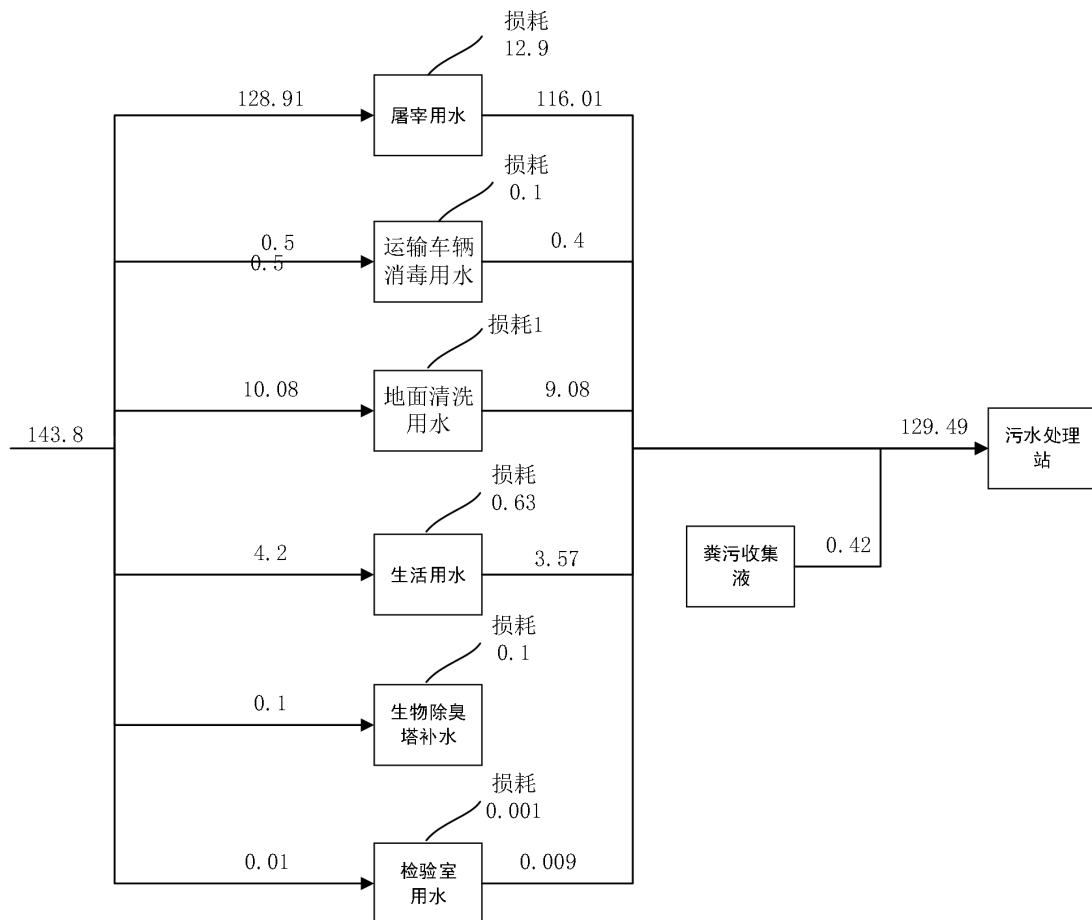 损耗
12.9
128.91
屠宰用水
116.01
损耗
0.1
0.5
0.5
运输车辆
消毒用水
0.4
损耗1
10.08
地面清洗
用水
9.08
143.8
129.49
污水处理
站
损耗
0.63
4.2
生活用水
3.57
粪污收集
液
0.42
损耗
0.1
0.1
生物除臭
塔补水
损耗
0.001
0.01
检验室
用水
0.009